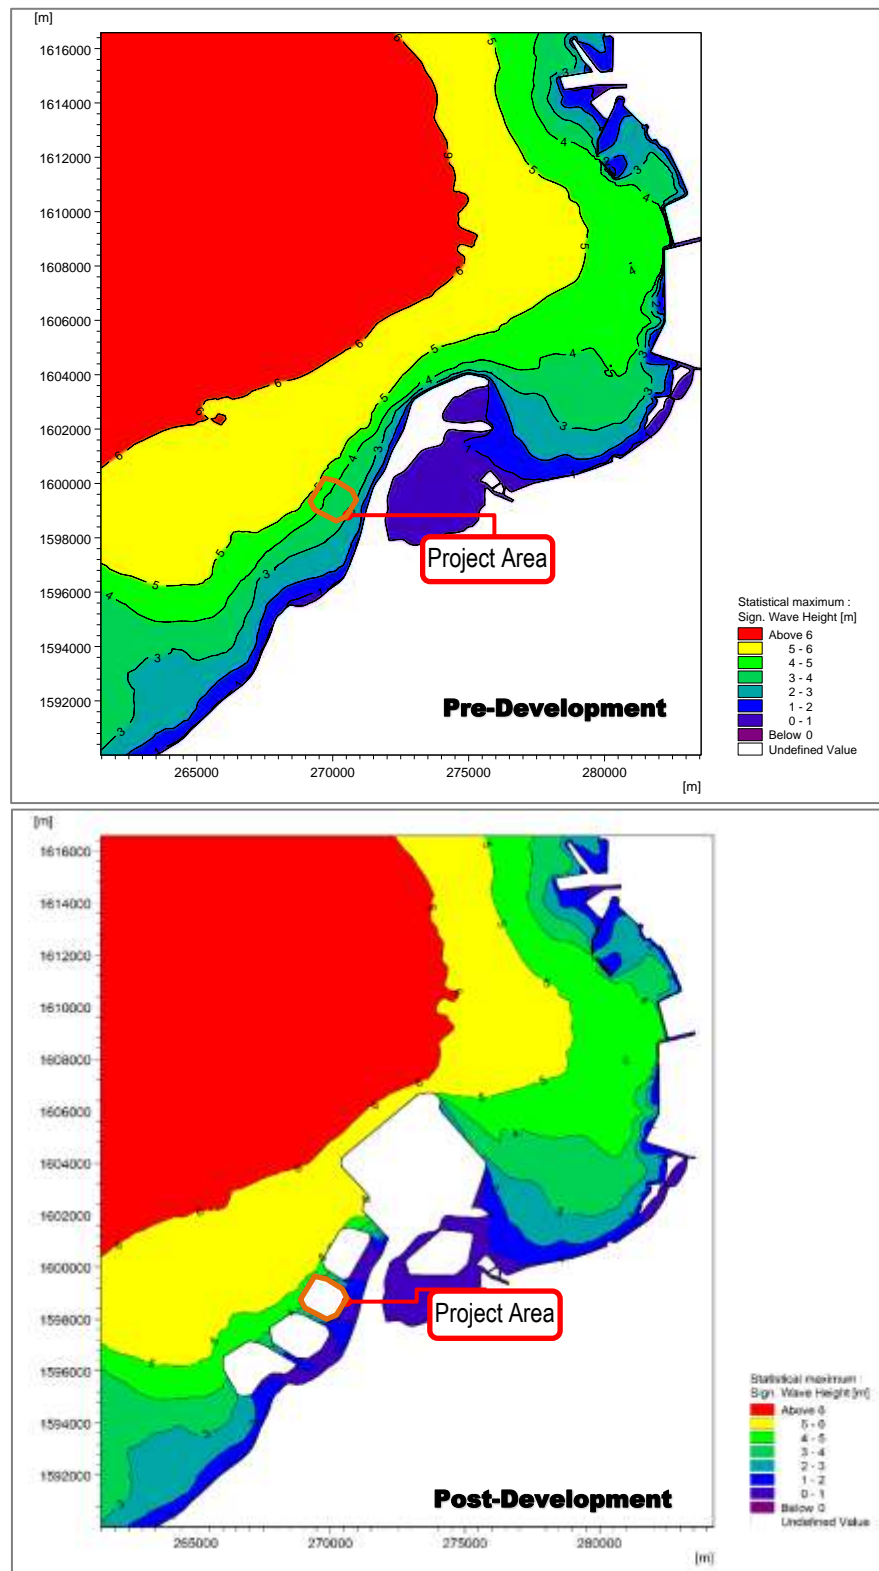 [m]
1616000
1614000
1612000
1610000
1608000
1606000
1604000
1602000
1600000
1598000
1596000
1594000
1592000
Project Area
Statistical maximum :
Sign. Wave Height [m]
Above 6
5 - 6
4 - 5
3 - 4
2 - 3
1 - 2
0 - 1
Below 0
Undefined Value
Pre-Development
265000 270000 275000 280000
[m]
[m]
1616000
1614000
1612000
1610000
1608000
1606000
1604000
1602000
1600000
1598000
1596000
1594000
1592000
Project Area
Statistical maximum :
Sign. Wave Height [m]
Above 6
5 - 6
4 - 5
3 - 4
2 - 3
1 - 2
0 - 1
Below 0
Undefined Value
Post-Development
265000 270000 275000 280000
[m]